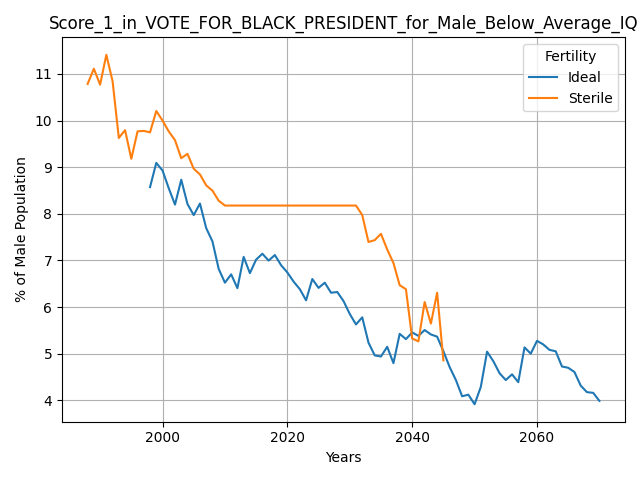 Score_1_in_VOTE_FOR_BLACK_PRESIDENT_for_Male_Below_Average_IQ
Fertility
Ideal
Sterile
% of Male Population
11
10
9
8
7
6
5
4
2000 2020 2040 2060
Years